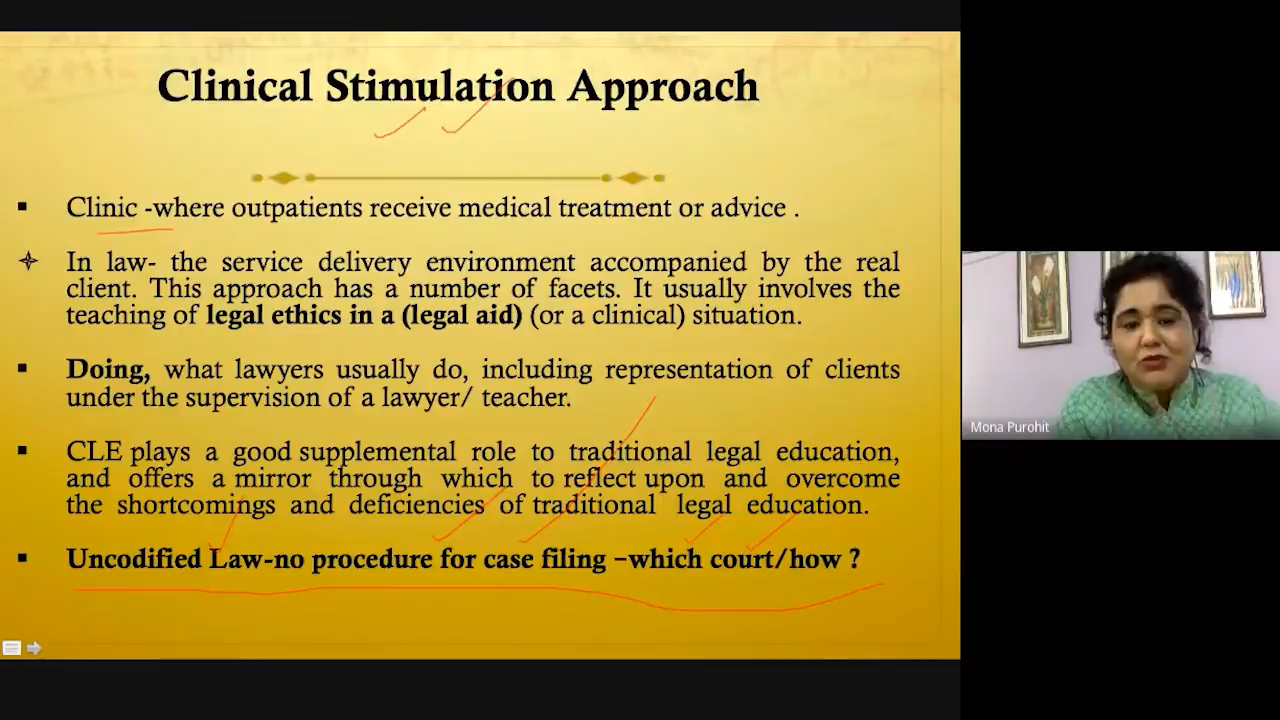 Clinical Stimulation Approach
▪ Clinic -where outpatients receive medical treatment or advice .
✧ In law- the service delivery environment accompanied by the real
client. This approach has a number of facets. It usually involves the
teaching of legal ethics in a (legal aid) (or a clinical) situation.
▪ Doing, what lawyers usually do, including representation of clients
under the supervision of a lawyer/ teacher.
▪ CLE plays a good supplemental role to traditional legal education,
and offers a mirror through which to reflect upon and overcome
the shortcomings and deficiencies of traditional legal education.
▪ Uncodified Law-no procedure for case filing –which court/how ?
Mona Purohit